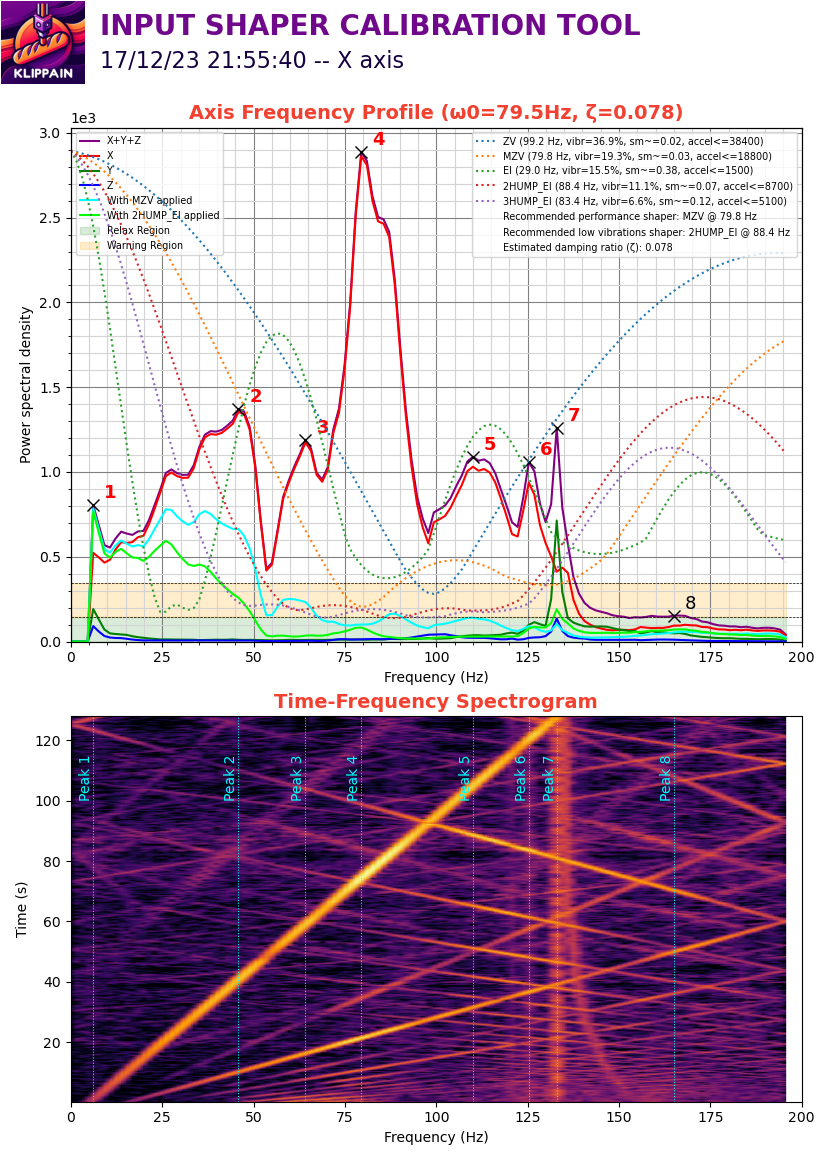 INPUT SHAPER CALIBRATION TOOL
17/12/23 21:55:40 -- X axis
KLIPPAIN
Axis Frequency Profile (ω0=79.5Hz, ζ=0.078)
1e3
X+Y+Z
X
Y
Z
With MZV applied
With 2HUMP_EI applied
Relax Region
Warning Region
ZV (99.2 Hz, vibr=36.9%, sm~=0.02, accel<=38400)
MZV (79.8 Hz, vibr=19.3%, sm~=0.03, accel<=18800)
EI (29.0 Hz, vibr=15.5%, sm~=0.38, accel<=1500)
2HUMP_EI (88.4 Hz, vibr=11.1%, sm~=0.07, accel<=8700)
3HUMP_EI (83.4 Hz, vibr=6.6%, sm~=0.12, accel<=5100)
Recommended performance shaper: MZV @ 79.8 Hz
Recommended low vibrations shaper: 2HUMP_EI @ 88.4 Hz
Estimated damping ratio (ζ): 0.078
3.0
2.5
2.0
1.5
1.0
0.5
0.0
Power spectral density
1
2
3
4
5
6
7
8
0 25 50 75 100 125 150 175 200
Frequency (Hz)
Time-Frequency Spectrogram
120
100
80
60
40
20
Time (s)
Peak 1
Peak 2
Peak 3
Peak 4
Peak 5
Peak 6
Peak 7
Peak 8
0 25 50 75 100 125 150 175 200
Frequency (Hz)